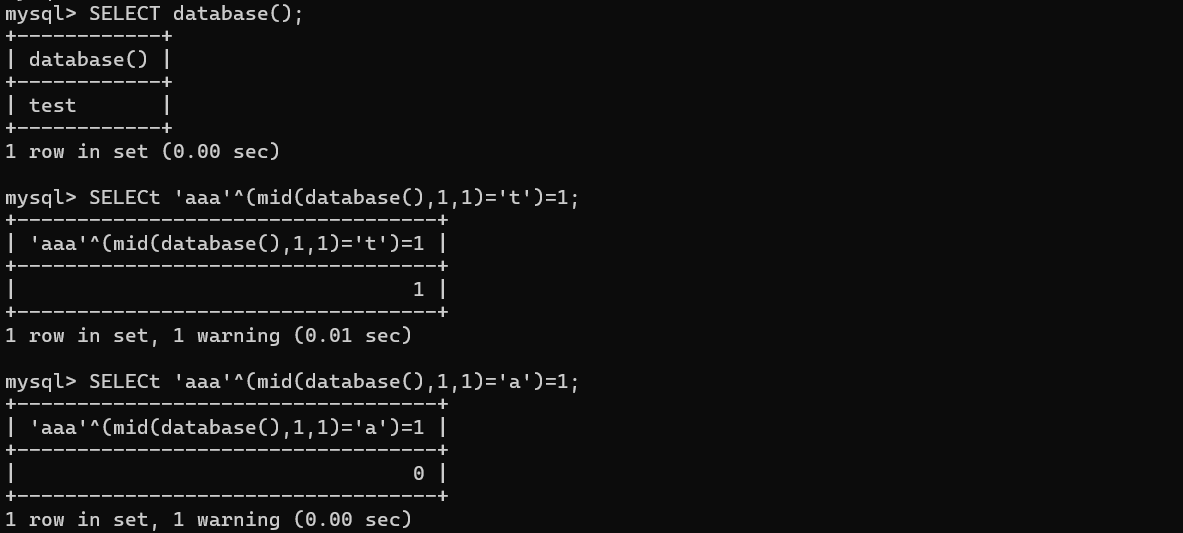 mysql> SELECT database();
+------------+
| database() |
+------------+
| test       |
+------------+
1 row in set (0.00 sec)

mysql> SELECt 'aaa'^(mid(database(),1,1)='t')=1;
+-----------------------------------+
| 'aaa'^(mid(database(),1,1)='t')=1 |
+-----------------------------------+
|                                 1 |
+-----------------------------------+
1 row in set, 1 warning (0.01 sec)

mysql> SELECt 'aaa'^(mid(database(),1,1)='a')=1;
+-----------------------------------+
| 'aaa'^(mid(database(),1,1)='a')=1 |
+-----------------------------------+
|                                 0 |
+-----------------------------------+
1 row in set, 1 warning (0.00 sec)